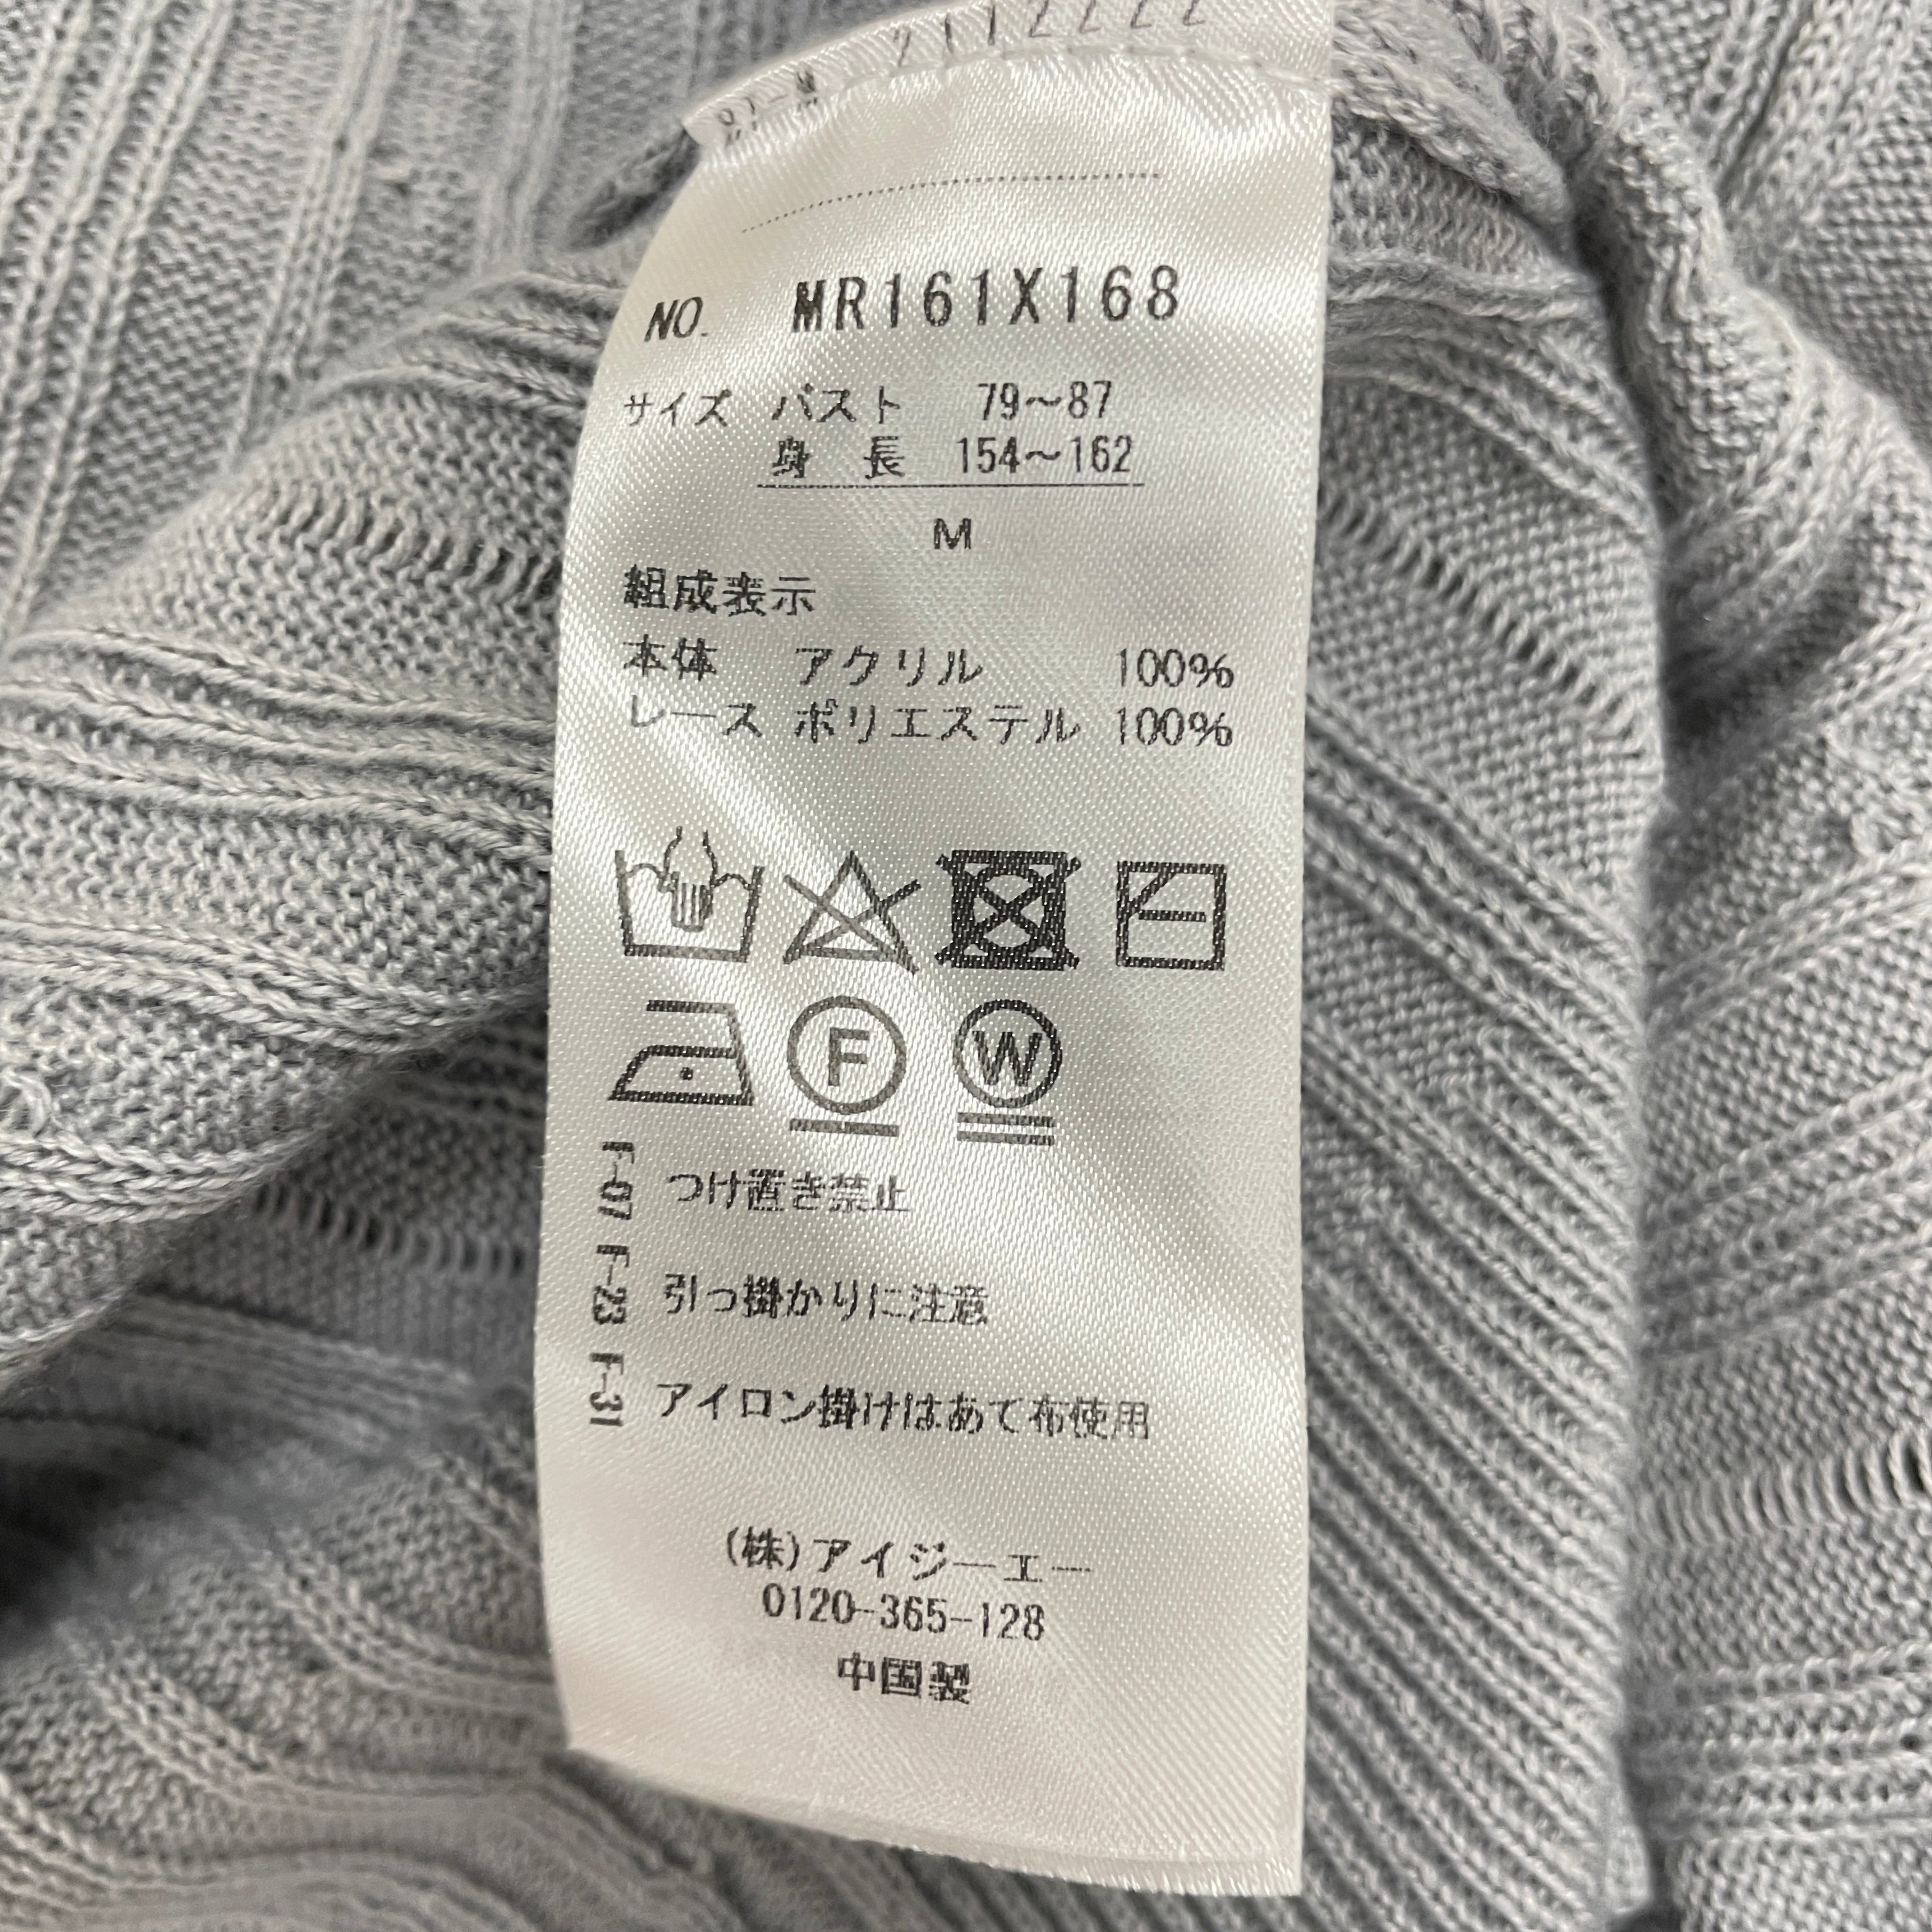 NO. MR161X168
サイズ バスト 79～87
身 長 154～162
M
組成表示
本体 アクリル 100%
レース ポリエステル 100%
F
W
F-07 つけ置き禁止
F-23 引っ掛かりに注意
F-31 アイロン掛けはあて布使用
(株)アイジーエー
0120-365-128
中国製